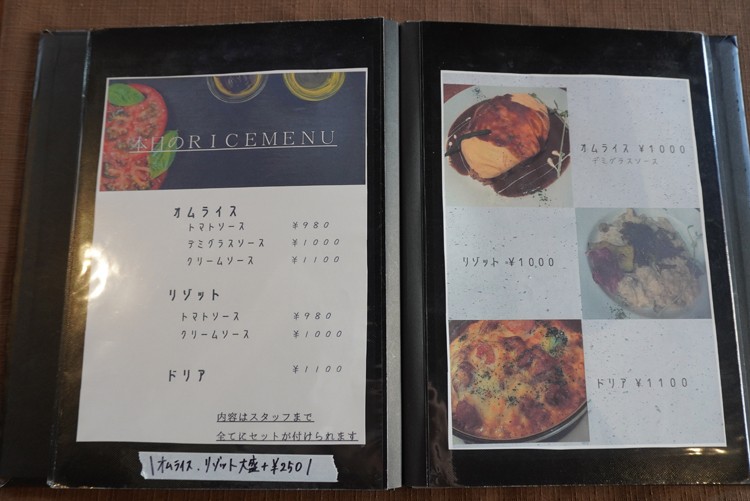 本日のRICEMENU
オムライス
トマトソース ¥980
デミグラスソース ¥1000
クリームソース ¥1100
リゾット
トマトソース ¥980
クリームソース ¥1000
ドリア ¥1100
内容はスタッフまで
全てにセットが付けられます
オムライス、リゾット大盛+¥250
オムライス ¥1000
デミグラスソース
リゾット ¥1000
ドリア ¥1100